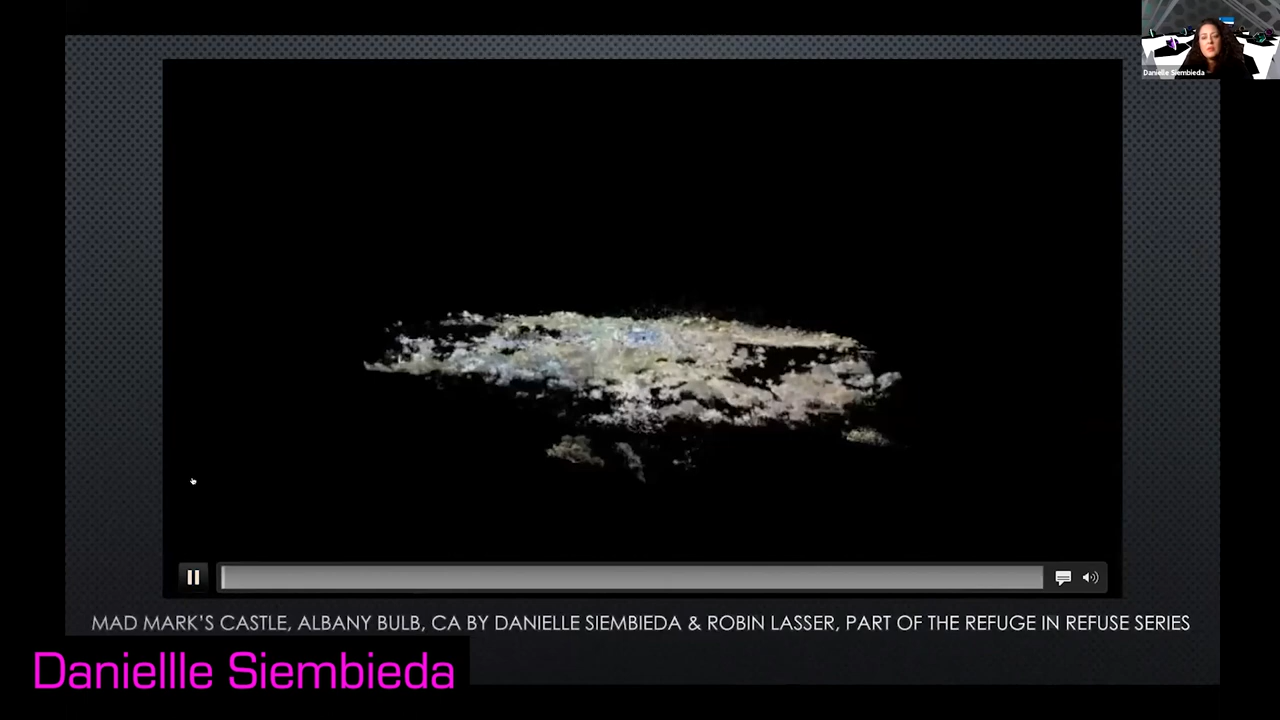 Danielle Siembieda
MAD MARK'S CASTLE, ALBANY BULB, CA BY DANIELLE SIEMBIEDA & ROBIN LASSER, PART OF THE REFUGE IN REFUSE SERIES
Daniellle Siembieda